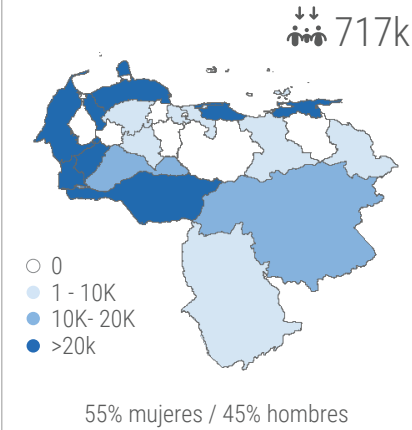 717k
0
1 - 10K
10K- 20K
>20k
55% mujeres / 45% hombres